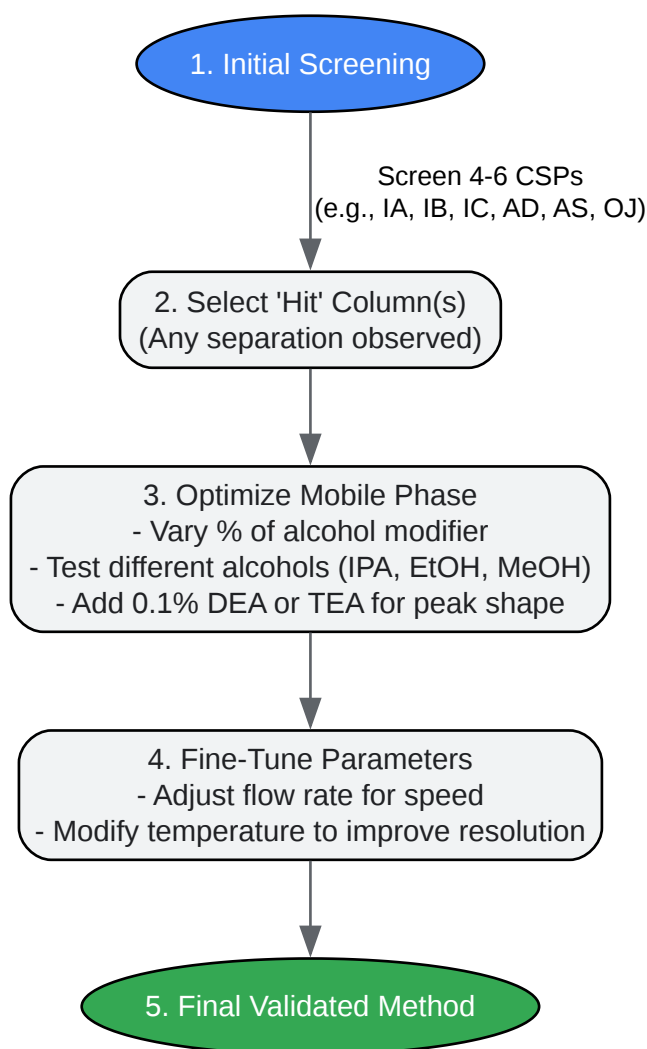 1. Initial Screening
Screen 4-6 CSPs
(e.g., IA, IB, IC, AD, AS, OJ)
2. Select 'Hit' Column(s)
(Any separation observed)
3. Optimize Mobile Phase
- Vary % of alcohol modifier
- Test different alcohols (IPA, EtOH, MeOH)
- Add 0.1% DEA or TEA for peak shape
4. Fine-Tune Parameters
- Adjust flow rate for speed
- Modify temperature to improve resolution
5. Final Validated Method